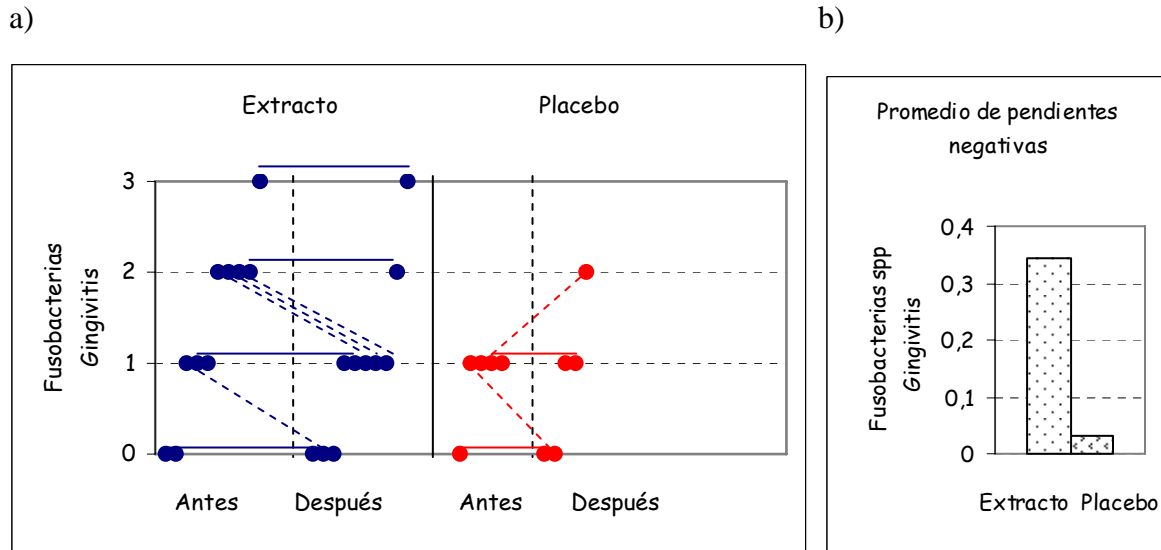 a)
b)
Extracto Placebo
Fusobacterias
Gingivitis
3
2
1
0
Antes Después Antes Después
Promedio de pendientes
negativas
Fusobacterias spp
Gingivitis
0,4
0,3
0,2
0,1
0
Extracto Placebo